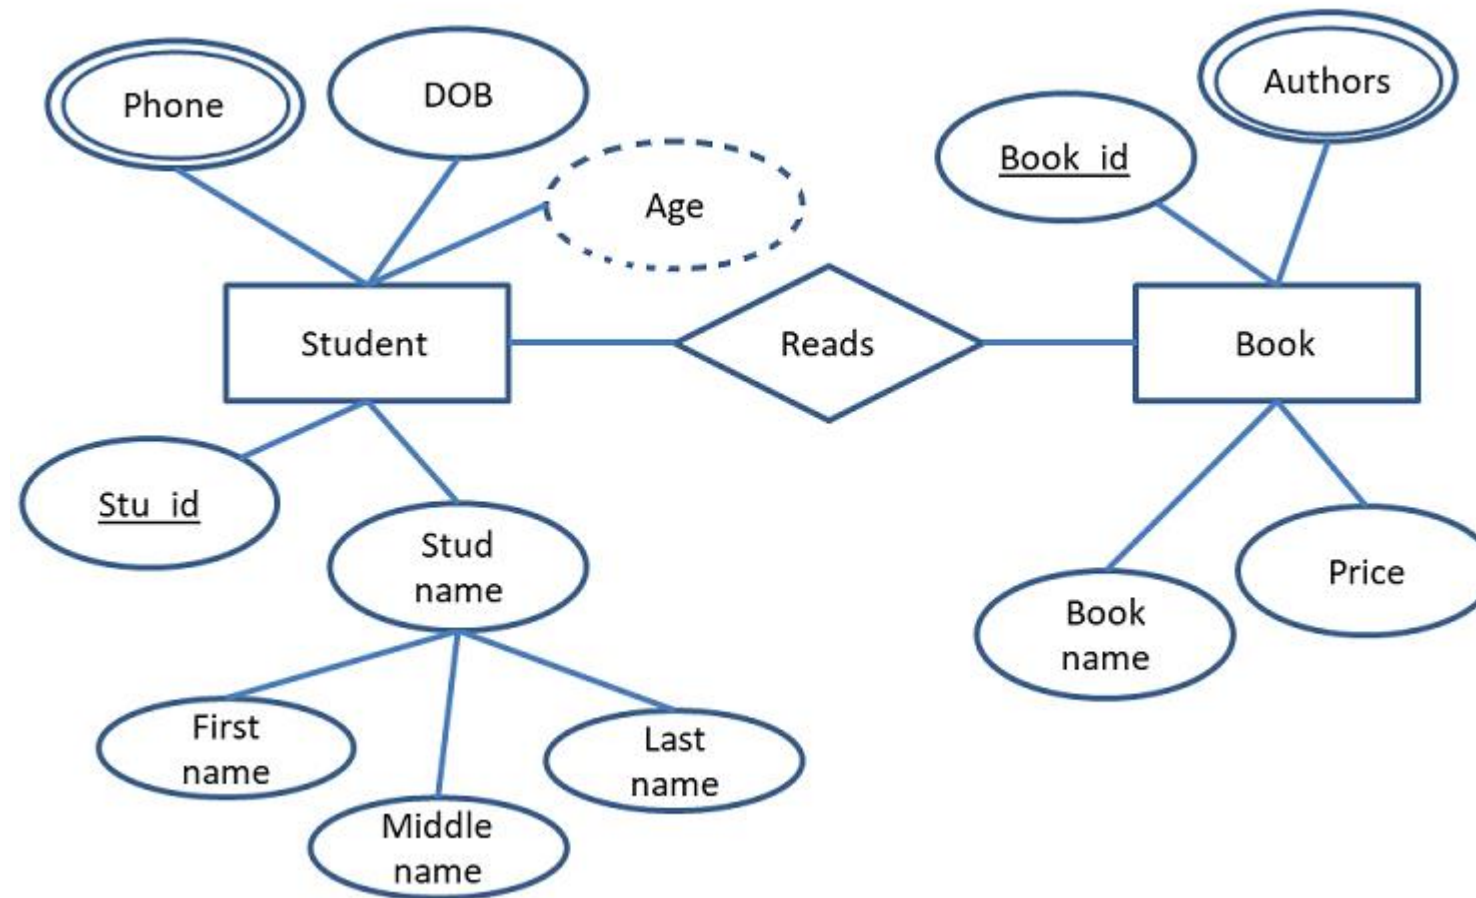 Phone
DOB
Authors
Book_id
Age
Student
Reads
Book
Stu_id
Stud
name
Price
Book
name
First
name
Last
name
Middle
name